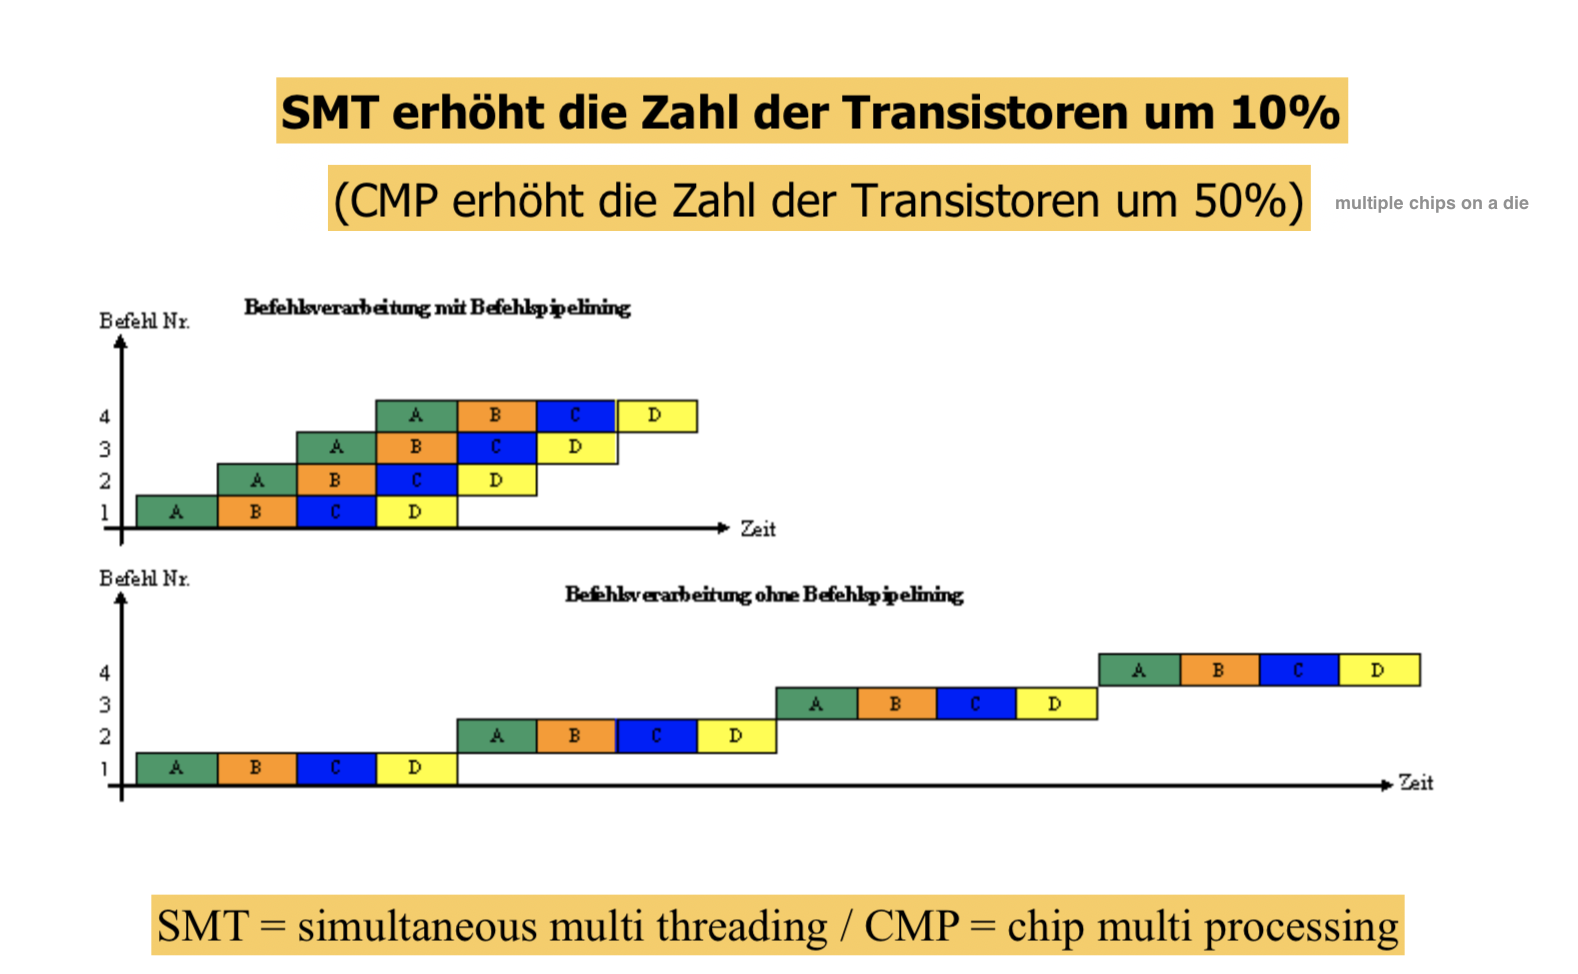 SMT erhöht die Zahl der Transistoren um 10%
(CMP erhöht die Zahl der Transistoren um 50%)
multiple chips on a die
Befehlsverarbeitung mit Befehlspipelining
Befehl Nr.
4 A B C D
3 A B C D
2 A B C D
1 A B C D
Zeit
Befehl Nr.
Befehlsverarbeitung ohne Befehlspipelining
4 A B C D
3 A B C D
2 A B C D
1 A B C D
Zeit
SMT = simultaneous multi threading / CMP = chip multi processing